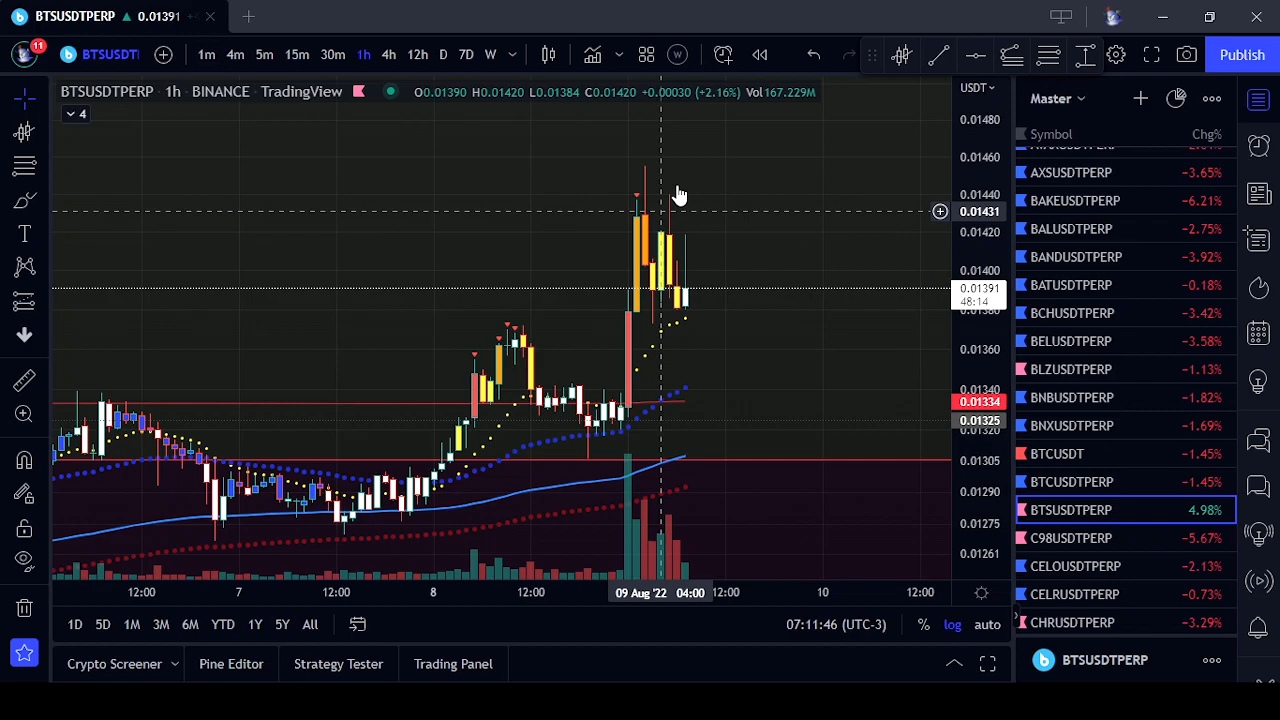 BTSUSDTPERP ▲ 0.01391
11
BTSUSDT
1m 4m 5m 15m 30m 1h 4h 12h D 7D W
W
Publish
BTSUSDTPERP · 1h · BINANCE · TradingView
O0.01390 H0.01420 L0.01384 C0.01420 +0.00030 (+2.16%) Vol167.229M
4
USDT
0.01480
0.01460
0.01440
0.01431
0.01420
0.01400
0.01391
48:14
0.01380
0.01360
0.01340
0.01334
0.01325
0.01320
0.01305
0.01290
0.01275
0.01261
12:00 7 12:00 8 12:00 09 Aug '22 04:00 12:00 10 12:00
1D 5D 1M 3M 6M YTD 1Y 5Y All
07:11:46 (UTC-3)
% log auto
Crypto Screener Pine Editor Strategy Tester Trading Panel
Master
Symbol Chg%
AXSUSDTPERP −3.65%
BAKEUSDTPERP −6.21%
BALUSDTPERP −2.75%
BANDUSDTPERP −3.92%
BATUSDTPERP −0.18%
BCHUSDTPERP −3.42%
BELUSDTPERP −3.58%
BLZUSDTPERP −1.13%
BNBUSDTPERP −1.82%
BNXUSDTPERP −1.69%
BTCUSDT −1.45%
BTCUSDTPERP −1.45%
BTSUSDTPERP 4.98%
C98USDTPERP −5.67%
CELOUSDTPERP −2.13%
CELRUSDTPERP −0.73%
CHRUSDTPERP −3.29%
BTSUSDTPERP